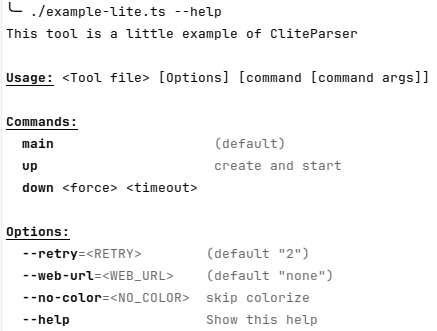 ╰─ ./example-lite.ts --help
This tool is a little example of CliteParser
Usage: <Tool file> [Options] [command [command args]]
Commands:
main (default)
up create and start
down <force> <timeout>
Options:
--retry=<RETRY> (default "2")
--web-url=<WEB_URL> (default "none")
--no-color=<NO_COLOR> skip colorize
--help Show this help